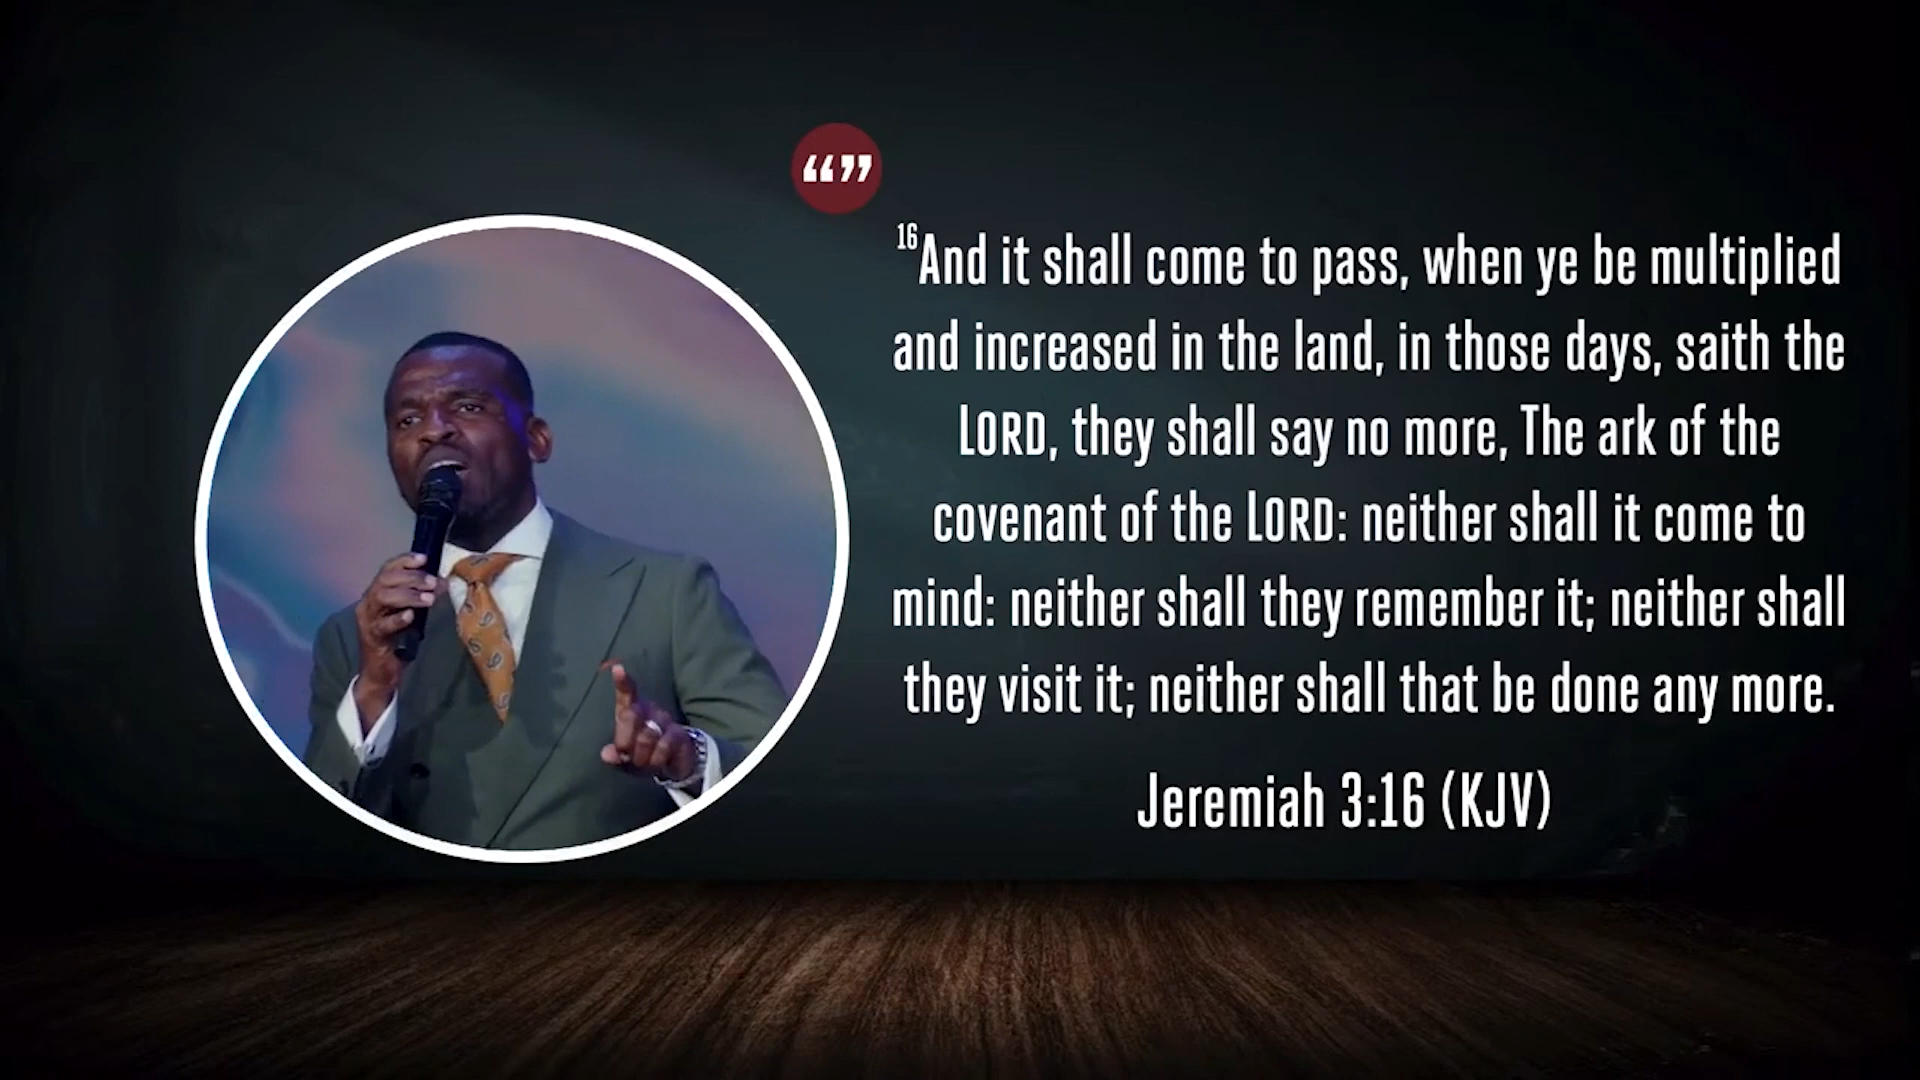 “”
16And it shall come to pass, when ye be multiplied
and increased in the land, in those days, saith the
LORD, they shall say no more, The ark of the
covenant of the LORD: neither shall it come to
mind: neither shall they remember it; neither shall
they visit it; neither shall that be done any more.
Jeremiah 3:16 (KJV)